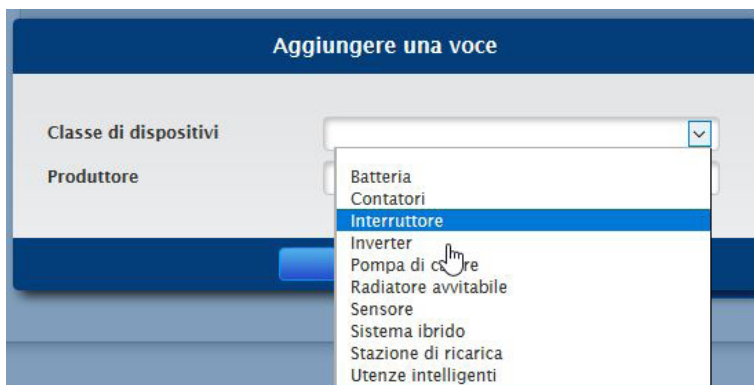 Aggiungere una voce
Classe di dispositivi
Produttore
Batteria
Contatori
Interruttore
Inverter
Pompa di
Radiatore avvitabile
Sensore
Sistema ibrido
Stazione di ricarica
Utenze intelligenti